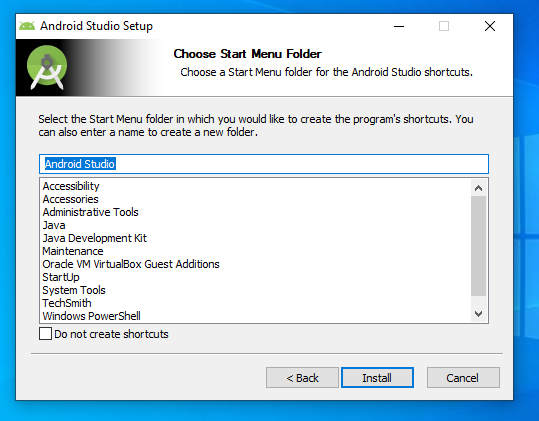 Android Studio Setup
Choose Start Menu Folder
Choose a Start Menu folder for the Android Studio shortcuts.
Select the Start Menu folder in which you would like to create the program's shortcuts. You
can also enter a name to create a new folder.
Android Studio
Accessibility
Accessories
Administrative Tools
Java
Java Development Kit
Maintenance
Oracle VM VirtualBox Guest Additions
StartUp
System Tools
TechSmith
Windows PowerShell
Do not create shortcuts
< Back
Install
Cancel